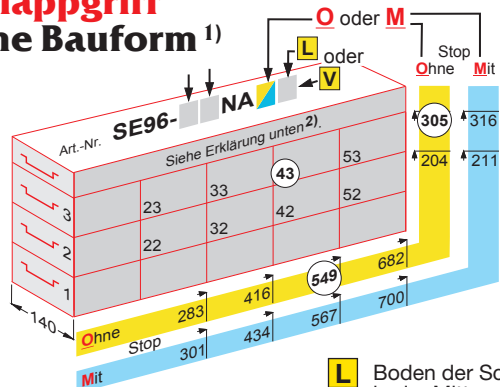 ne Bauform 1)
O oder M
Stop
Ohne Mit
L oder
V
Art.-Nr. SE96- NA
Siehe Erklärung unten 2).
305 316
204 211
3 23 33 43 53
2 22 32 42 52
1
140
Ohne 283 416 549 682
Stop
Mit 301 434 567 700
L Boden der Sc